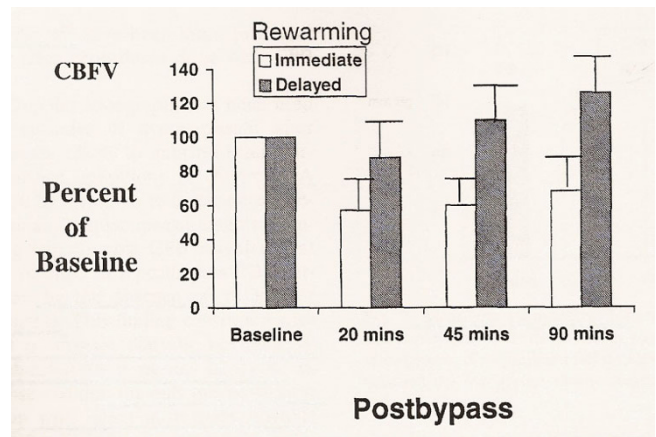 Rewarming
Immediate
Delayed
CBFV
Percent
of
Baseline
140
120
100
80
60
40
20
0
Baseline 20 mins 45 mins 90 mins
Postbypass